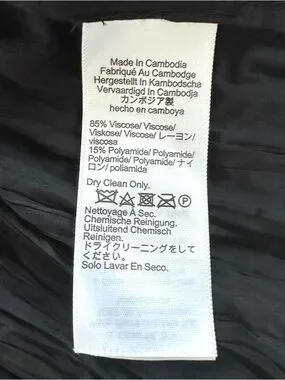 Made In Cambodia
Fabriqué Au Cambodge
Hergestellt In Kambodscha
Vervaardigd In Cambodja
カンボジア製
hecho en camboya
85% Viscose/ Viscose/
Viskose/ Viscose/ レーヨン/
viscosa
15% Polyamide/ Polyamide/
Polyamide/ Polyamide/ ナイ
ロン/ poliamida
Dry Clean Only.
P
Nettoyage À Sec.
Chemische Reinigung.
Uitsluitend Chemisch
Reinigen.
ドライクリーニングをして
ください。
Solo Lavar En Seco.